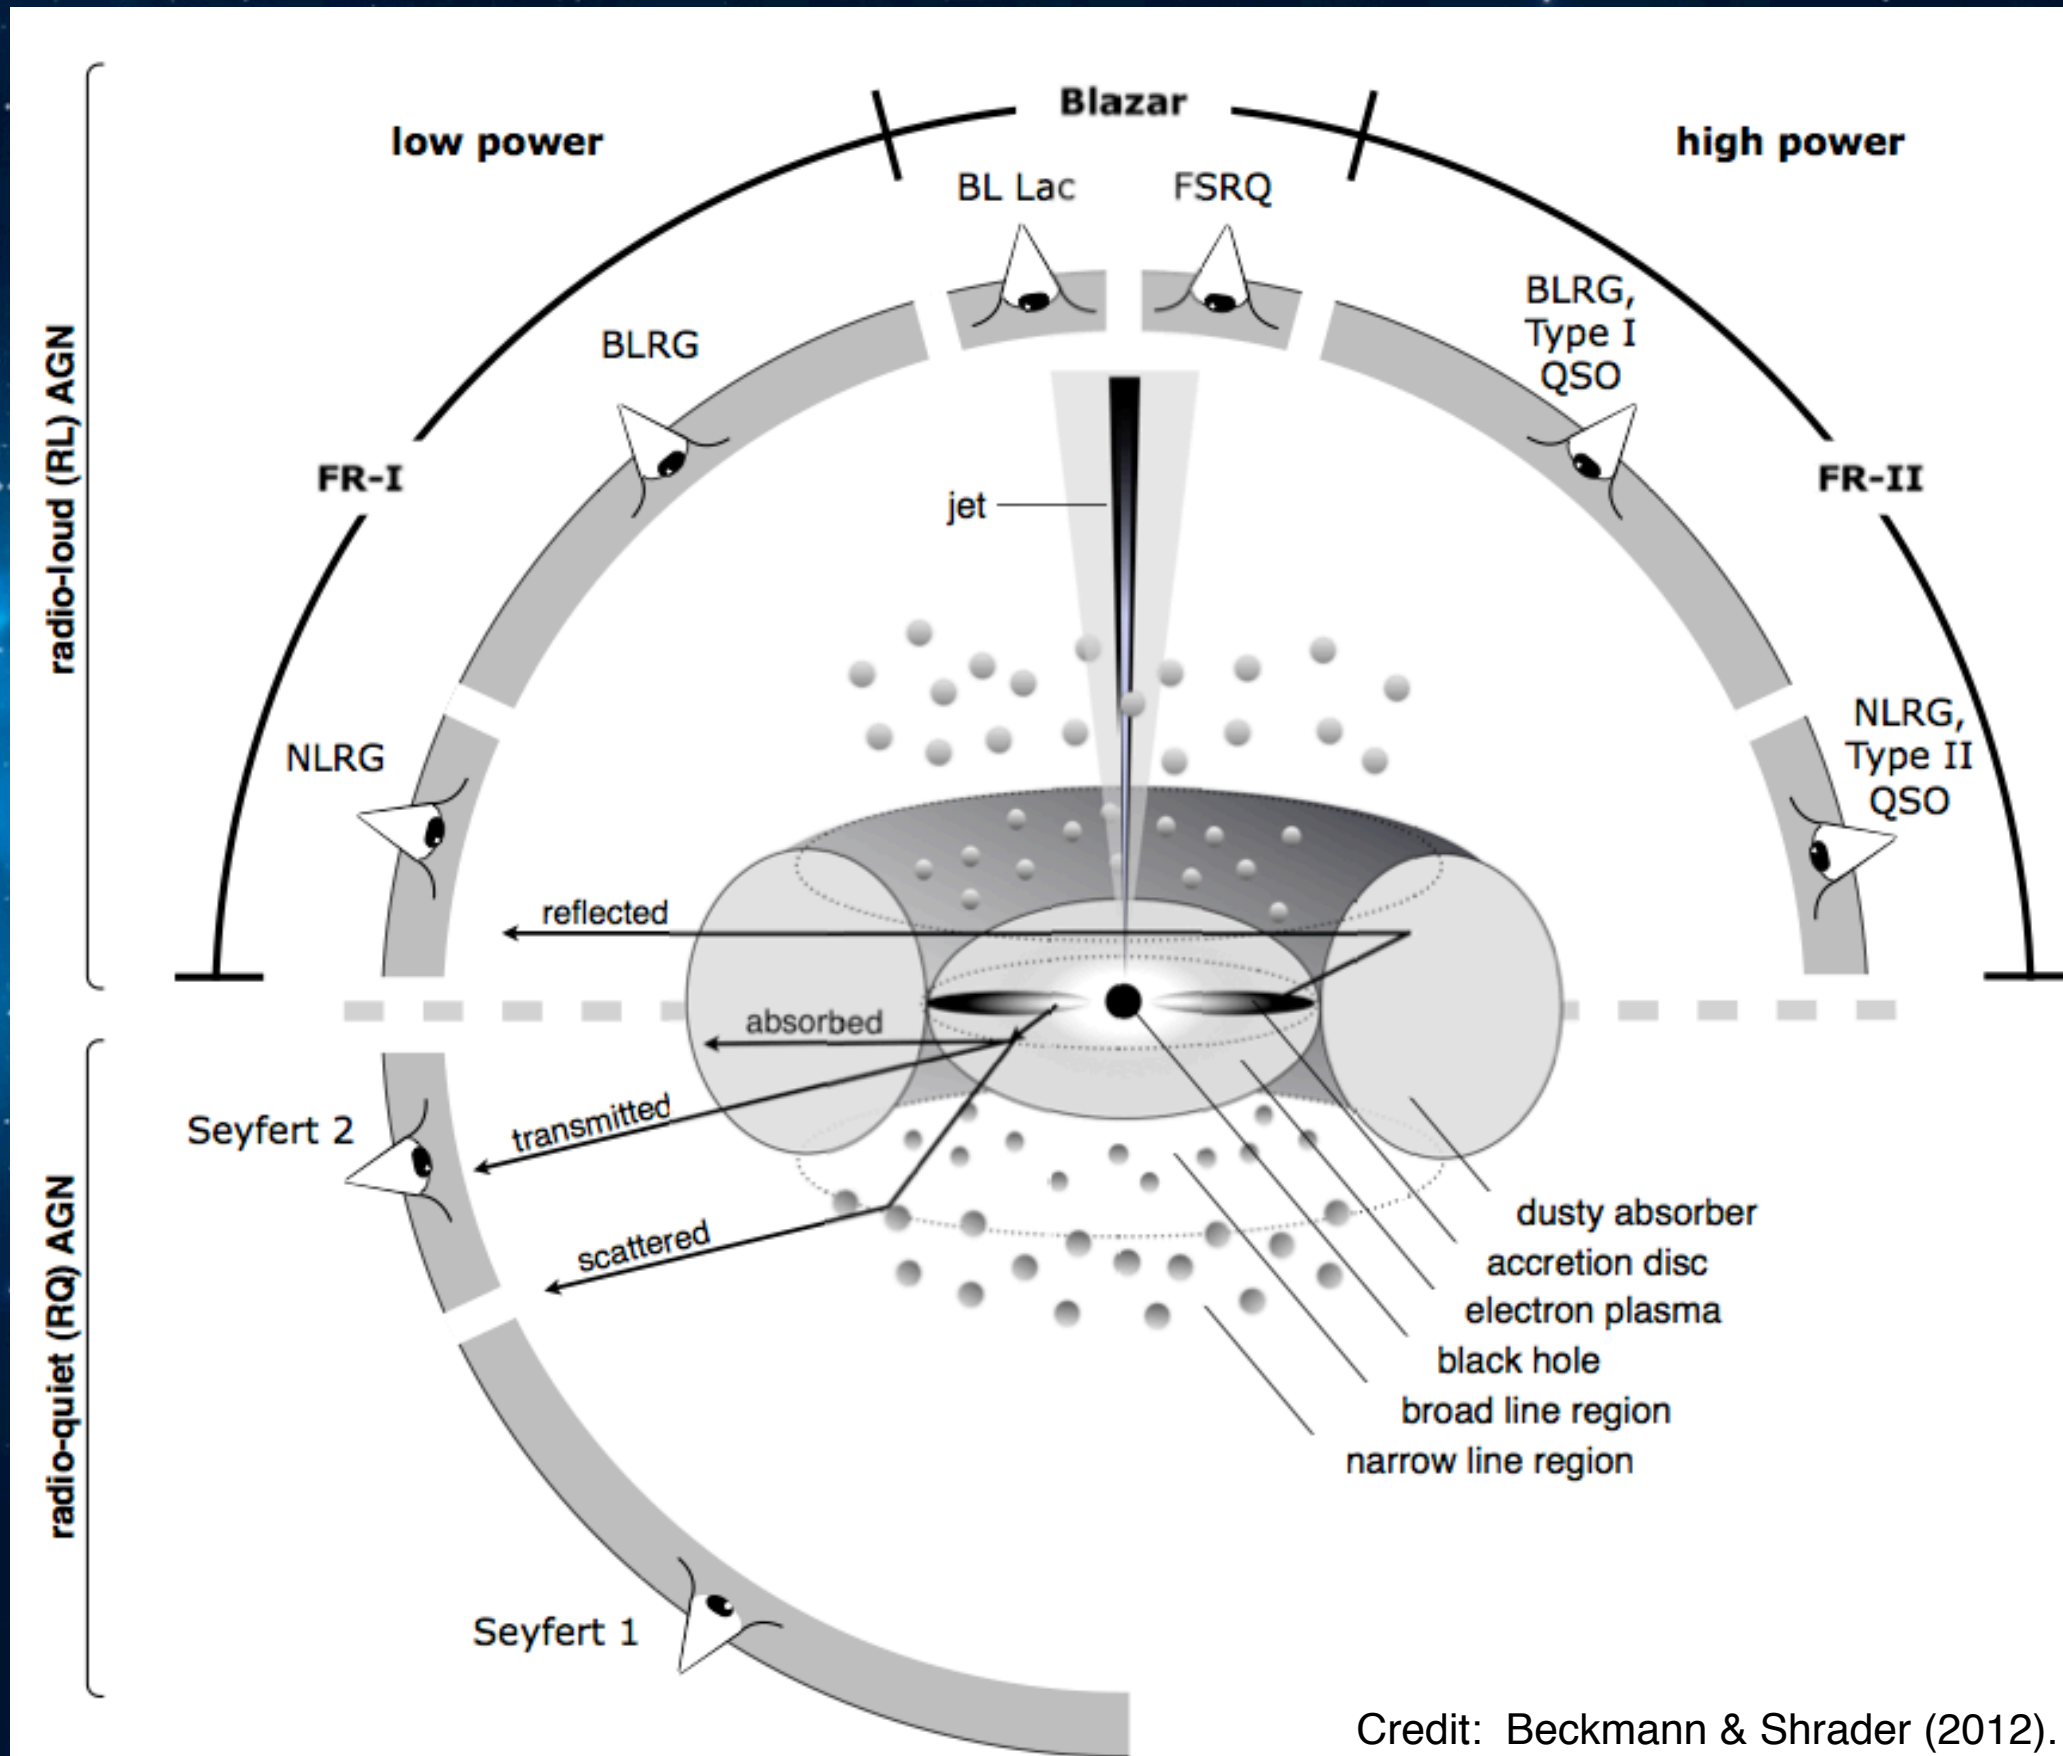 Blazar
low power
high power
BL Lac
FSRQ
BLRG,
Type I
QSO
BLRG
radio-loud (RL) AGN
FR-I
FR-II
jet
NLRG
NLRG,
Type II
QSO
reflected
absorbed
transmitted
scattered
Seyfert 2
dusty absorber
accretion disc
electron plasma
black hole
broad line region
narrow line region
radio-quiet (RQ) AGN
Seyfert 1
Credit: Beckmann & Shrader (2012).